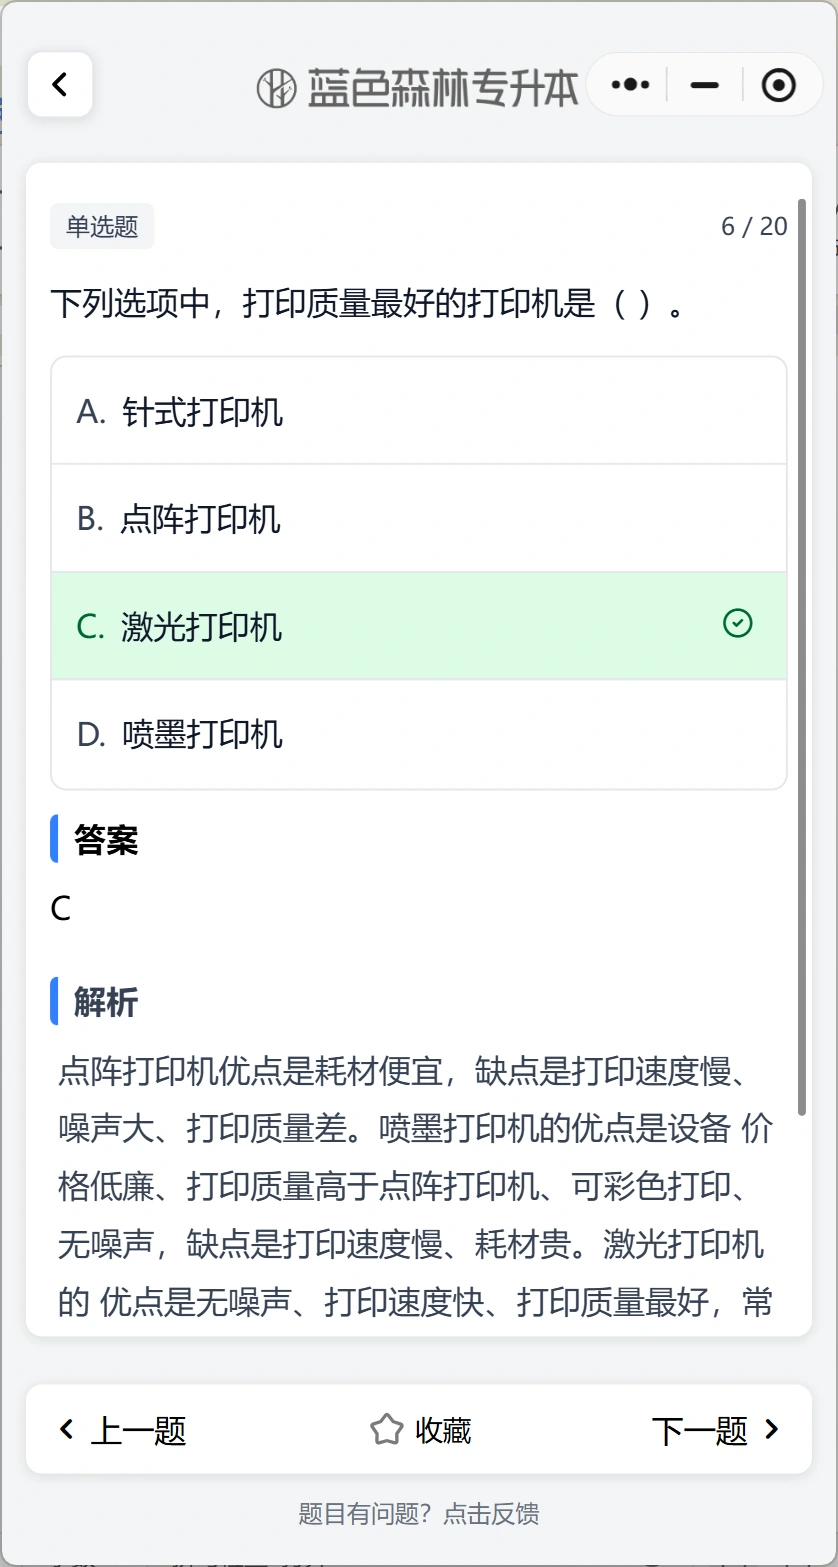 蓝色森林专升本
单选题
6 / 20
下列选项中，打印质量最好的打印机是（ ）。
A. 针式打印机
B. 点阵打印机
C. 激光打印机
D. 喷墨打印机
答案
C
解析
点阵打印机优点是耗材便宜，缺点是打印速度慢、
噪声大、打印质量差。喷墨打印机的优点是设备 价
格低廉、打印质量高于点阵打印机、可彩色打印、
无噪声，缺点是打印速度慢、耗材贵。激光打印机
的 优点是无噪声、打印速度快、打印质量最好，常
上一题
收藏
下一题
题目有问题？点击反馈